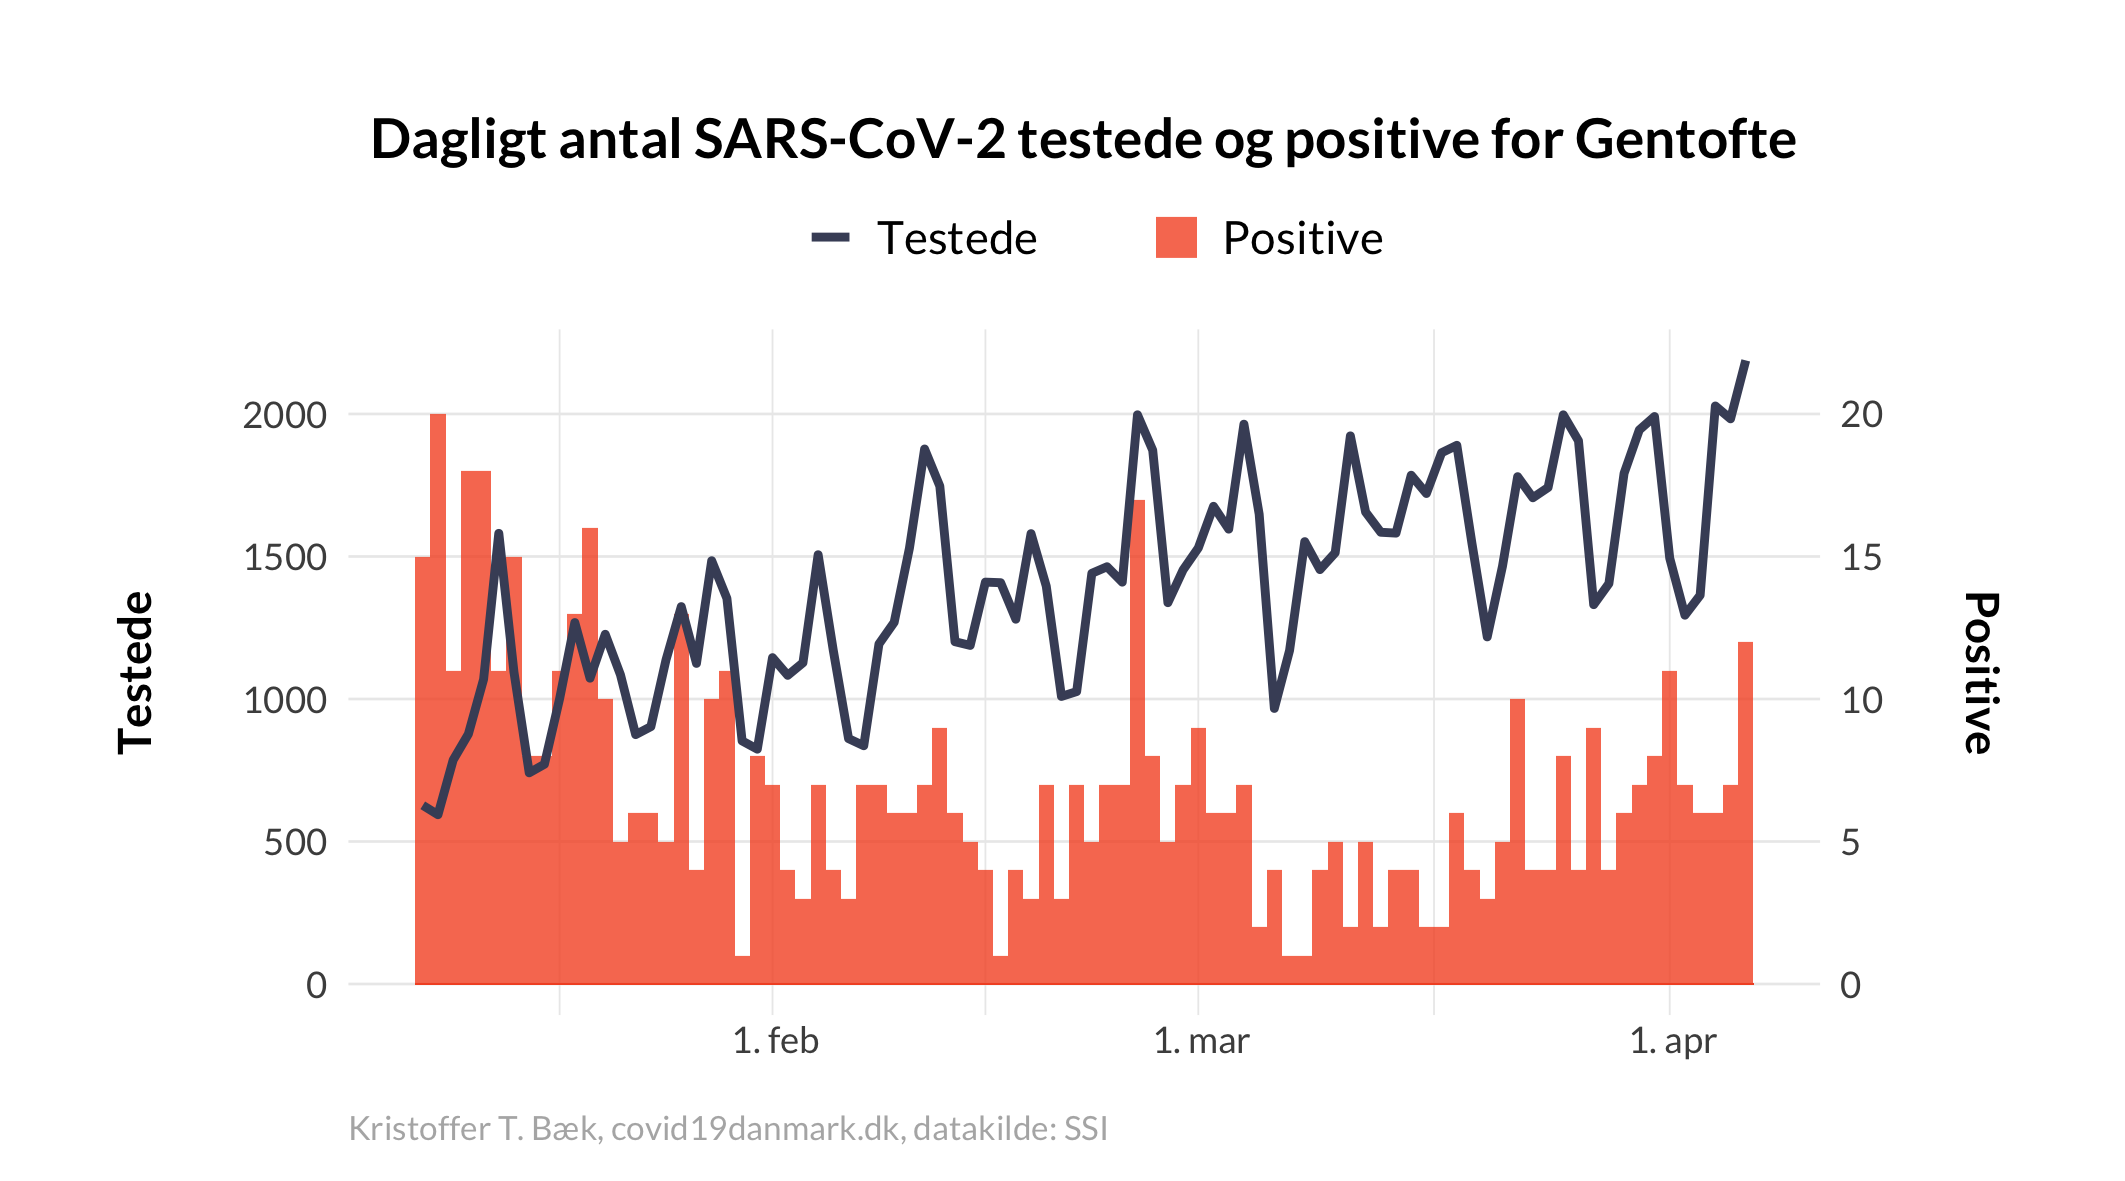 Dagligt antal SARS-CoV-2 testede og positive for Gentofte
Testede Positive
2000 20
1500 15
1000 10
500 5
0 0
Testede
Positive
1. feb 1. mar 1. apr
Kristoffer T. Bæk, covid19danmark.dk, datakilde: SSI